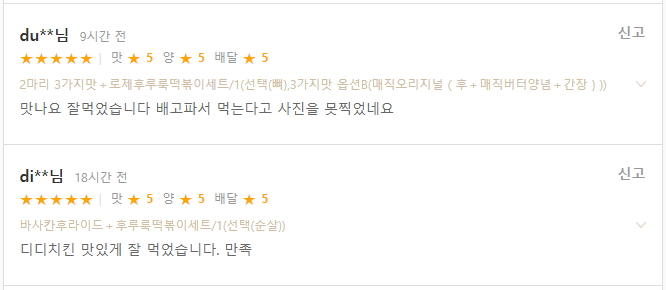 du**님 9시간 전 신고
★★★★★ | 맛 ★ 5 양 ★ 5 배달 ★ 5
2마리 3가지맛+로제후루룩떡볶이세트/1(선택(뼈),3가지맛 옵션B(매직오리지널 ( 후+매직버터양념+간장 ) ))
맛나요 잘먹었습니다 배고파서 먹는다고 사진을 못찍었네요
di**님 18시간 전 신고
★★★★★ | 맛 ★ 5 양 ★ 5 배달 ★ 5
바사칸후라이드+후루룩떡볶이세트/1(선택(순살))
디디치킨 맛있게 잘 먹었습니다. 만족